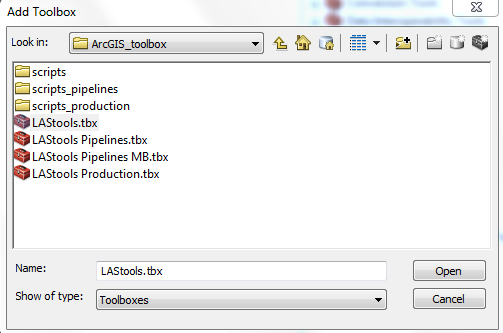 Add Toolbox
Look in: ArcGIS_toolbox
scripts
scripts_pipelines
scripts_production
LAStools.tbx
LAStools Pipelines.tbx
LAStools Pipelines MB.tbx
LAStools Production.tbx
Name: LAStools.tbx Open
Show of type: Toolboxes Cancel